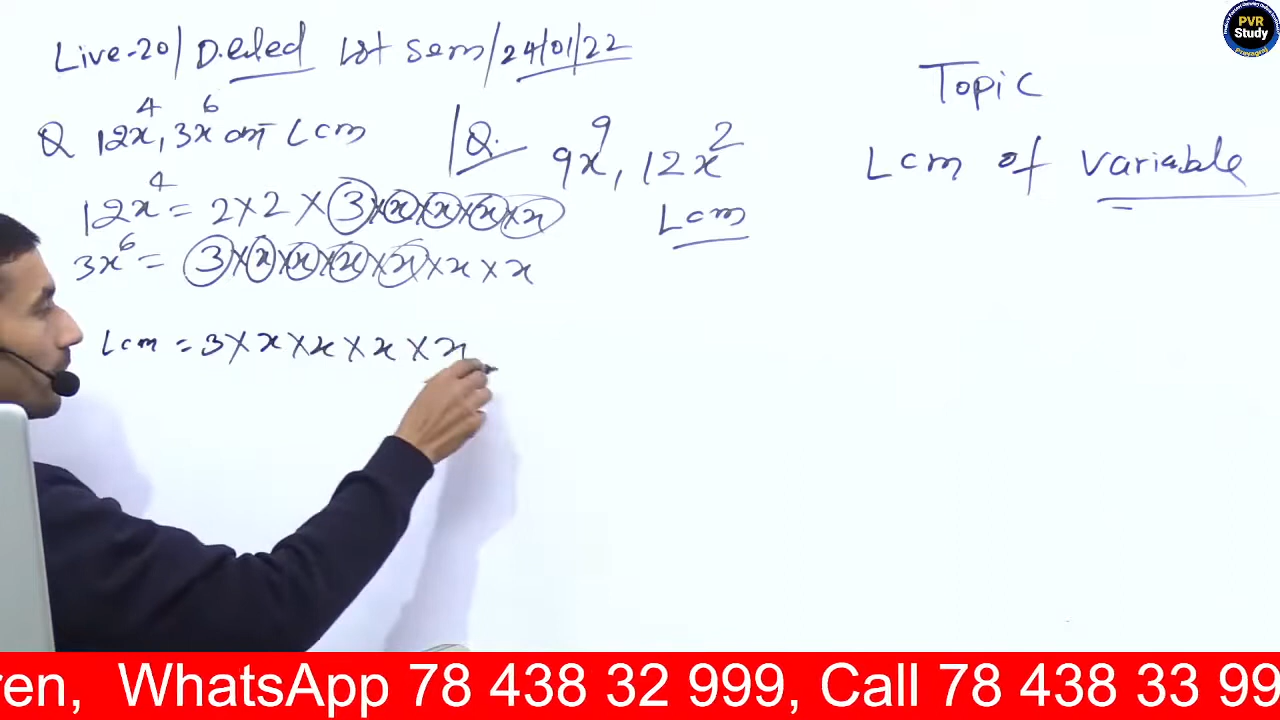 Live-20/ D.eled 1st Sem/24/01/22
Q 12x⁴, 3x⁶ का Lcm
12x⁴ = 2×2×3×x×x×x×x
3x⁶ = 3×x×x×x×x×x×x
Lcm = 3×x×x×x×x
Q. 9x⁹, 12x²
Lcm
Topic
Lcm of variable
PVR
Study
Prayagraj
ren, WhatsApp 78 438 32 999, Call 78 438 33 99